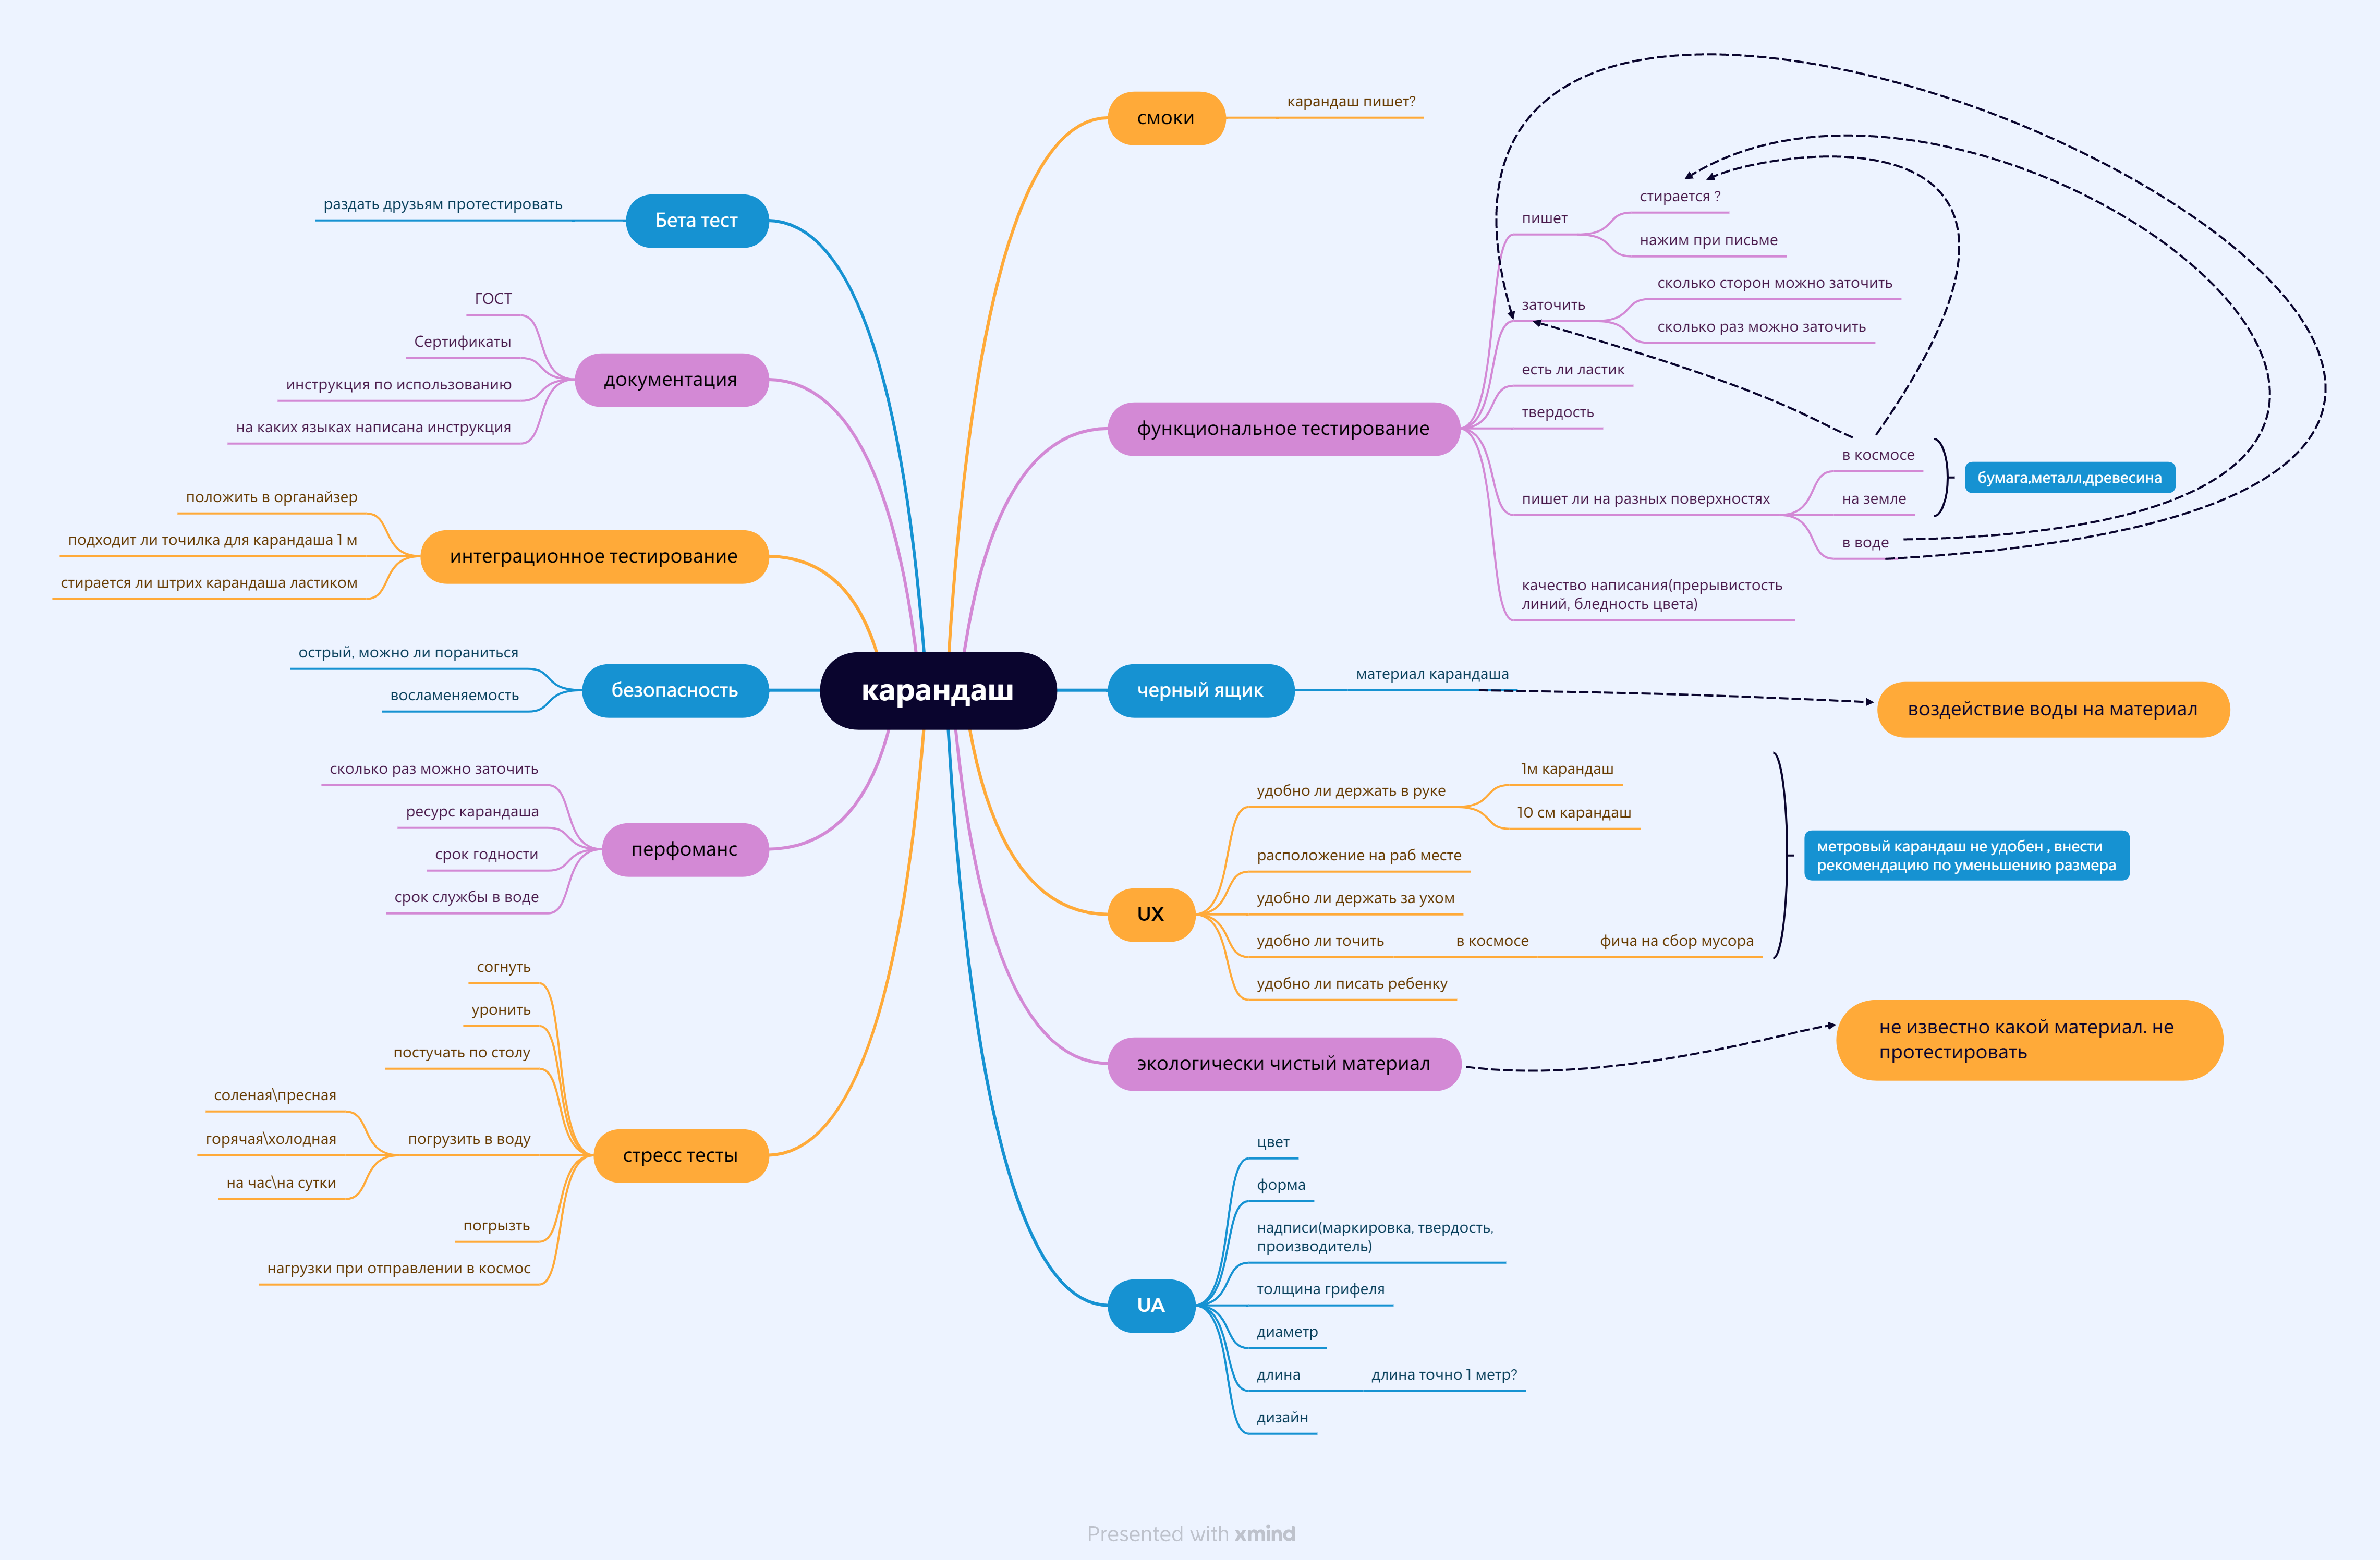 карандаш
смоки
карандаш пишет?
функциональное тестирование
пишет
стирается ?
нажим при письме
заточить
сколько сторон можно заточить
сколько раз можно заточить
есть ли ластик
твердость
пишет ли на разных поверхностях
в космосе
на земле
в воде
бумага,металл,древесина
качество написания(прерывистость
линий, бледность цвета)
черный ящик
материал карандаша
воздействие воды на материал
UX
удобно ли держать в руке
1м карандаш
10 см карандаш
расположение на раб месте
удобно ли держать за ухом
удобно ли точить
в космосе
фича на сбор мусора
удобно ли писать ребенку
метровый карандаш не удобен , внести
рекомендацию по уменьшению размера
экологически чистый материал
не известно какой материал. не
протестировать
UA
цвет
форма
надписи(маркировка, твердость,
производитель)
толщина грифеля
диаметр
длина
длина точно 1 метр?
дизайн
Бета тест
раздать друзьям протестировать
документация
ГОСТ
Сертификаты
инструкция по использованию
на каких языках написана инструкция
интеграционное тестирование
положить в органайзер
подходит ли точилка для карандаша 1 м
стирается ли штрих карандаша ластиком
безопасность
острый, можно ли пораниться
восламеняемость
перфоманс
сколько раз можно заточить
ресурс карандаша
срок годности
срок службы в воде
стресс тесты
согнуть
уронить
постучать по столу
погрузить в воду
соленая\пресная
горячая\холодная
на час\на сутки
погрызть
нагрузки при отправлении в космос
Presented with xmind